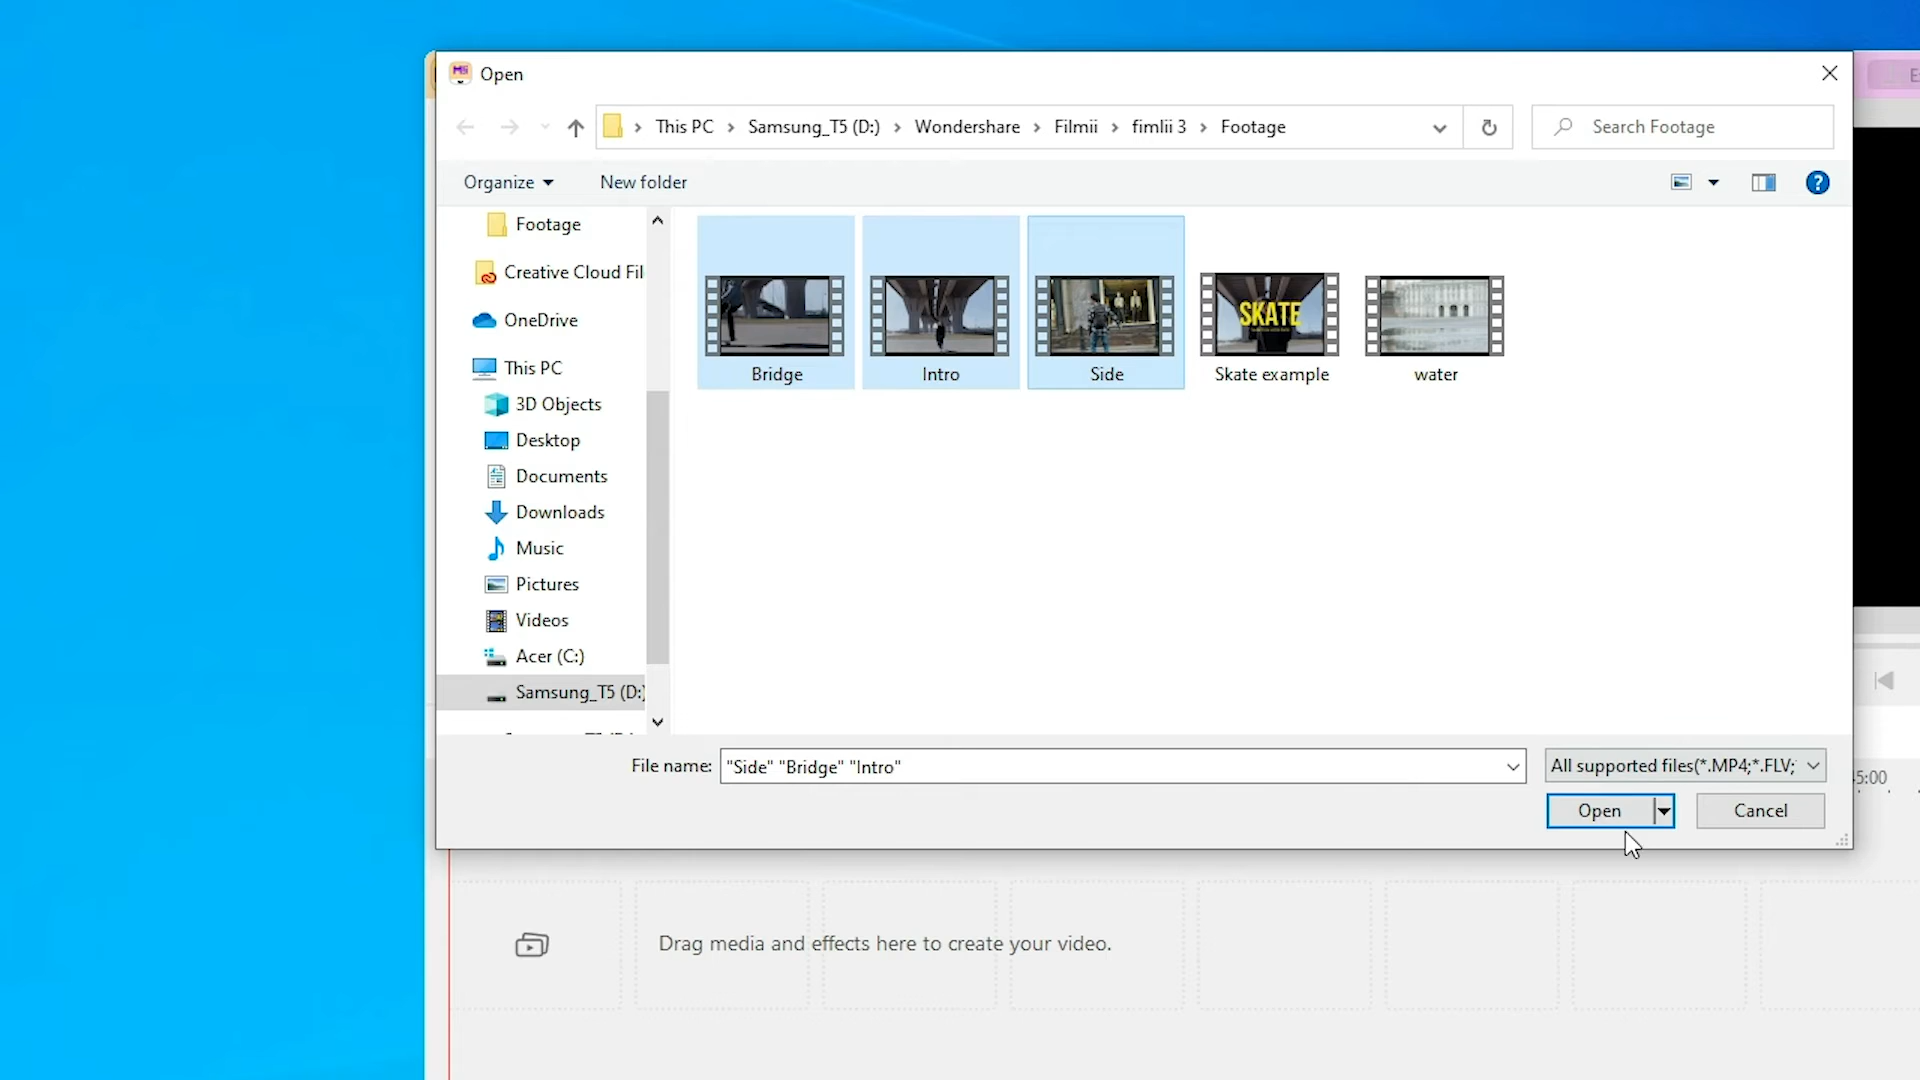 Open
This PC > Samsung_T5 (D:) > Wondershare > Filmii > fimlii 3 > Footage
Search Footage
Organize
New folder
Footage
Creative Cloud Fil
OneDrive
This PC
3D Objects
Desktop
Documents
Downloads
Music
Pictures
Videos
Acer (C:)
Samsung_T5 (D:)
Bridge
Intro
Side
SKATE
Skate example
water
File name:
"Side" "Bridge" "Intro"
All supported files(*.MP4;*.FLV;
5:00
Open
Cancel
Drag media and effects here to create your video.